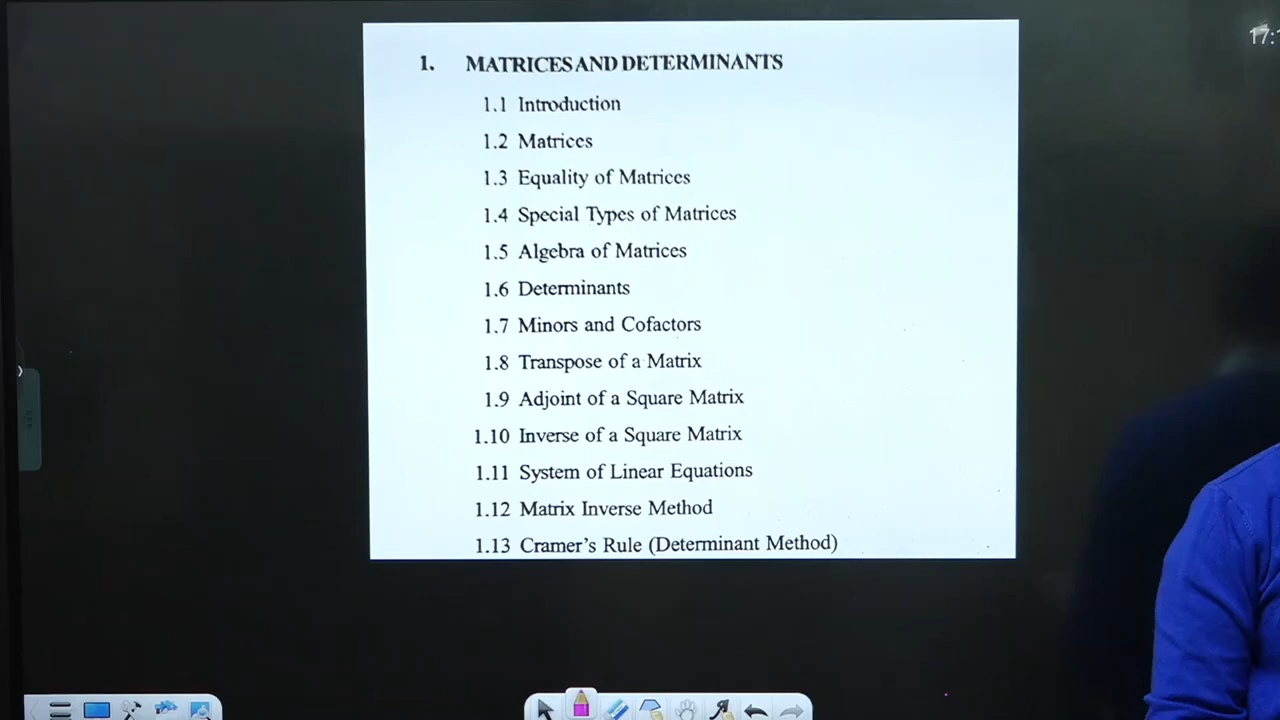 17:
1. MATRICES AND DETERMINANTS
1.1 Introduction
1.2 Matrices
1.3 Equality of Matrices
1.4 Special Types of Matrices
1.5 Algebra of Matrices
1.6 Determinants
1.7 Minors and Cofactors
1.8 Transpose of a Matrix
1.9 Adjoint of a Square Matrix
1.10 Inverse of a Square Matrix
1.11 System of Linear Equations
1.12 Matrix Inverse Method
1.13 Cramer's Rule (Determinant Method)